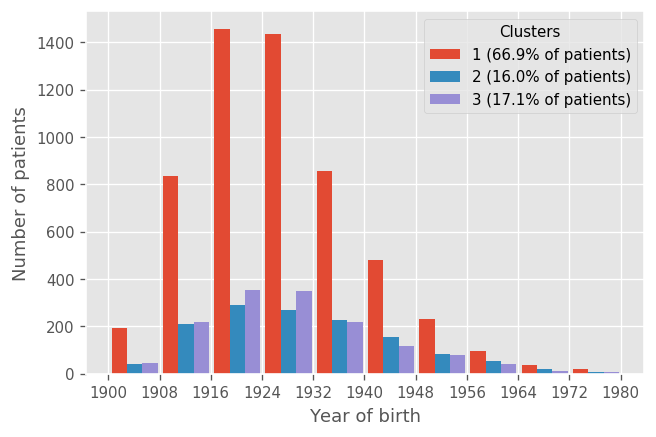 Clusters
1 (66.9% of patients)
2 (16.0% of patients)
3 (17.1% of patients)
Number of patients
1400
1200
1000
800
600
400
200
0
1900 1908 1916 1924 1932 1940 1948 1956 1964 1972 1980
Year of birth